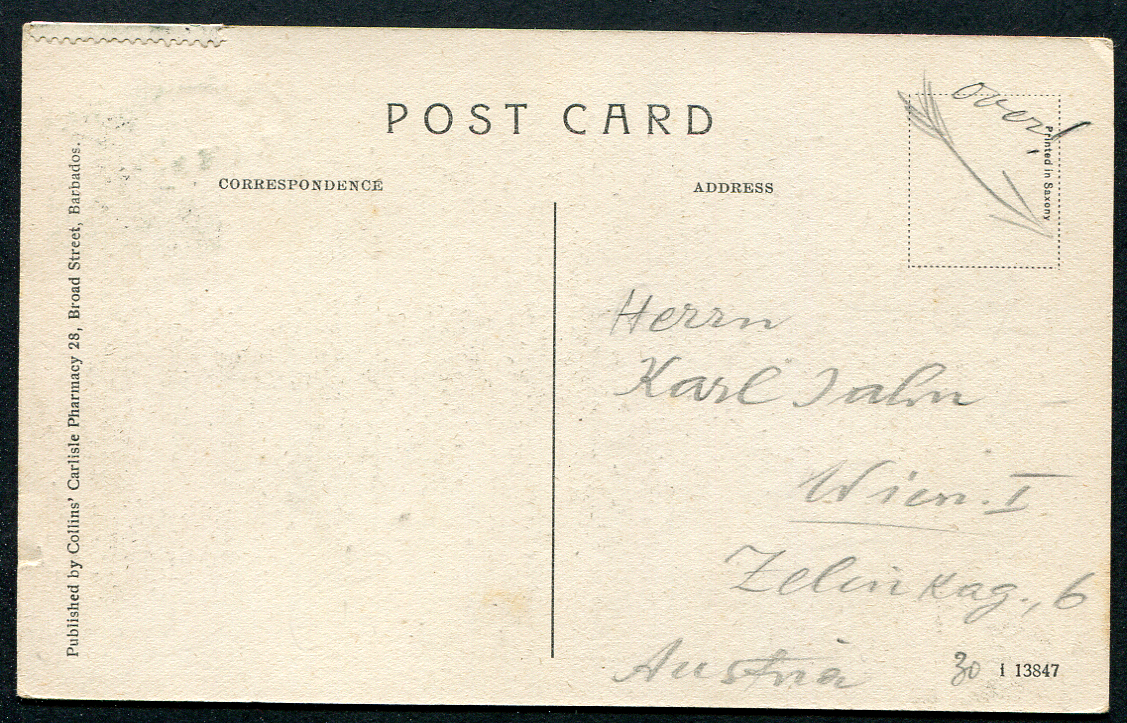 POST CARD
over!
Printed in Saxony
CORRESPONDENCE
ADDRESS
Published by Collins' Carlisle Pharmacy 28, Broad Street, Barbados.
Herrn
Karl Jahn
Wien. I
Zelinkag., 6
Austria
30
i 13847